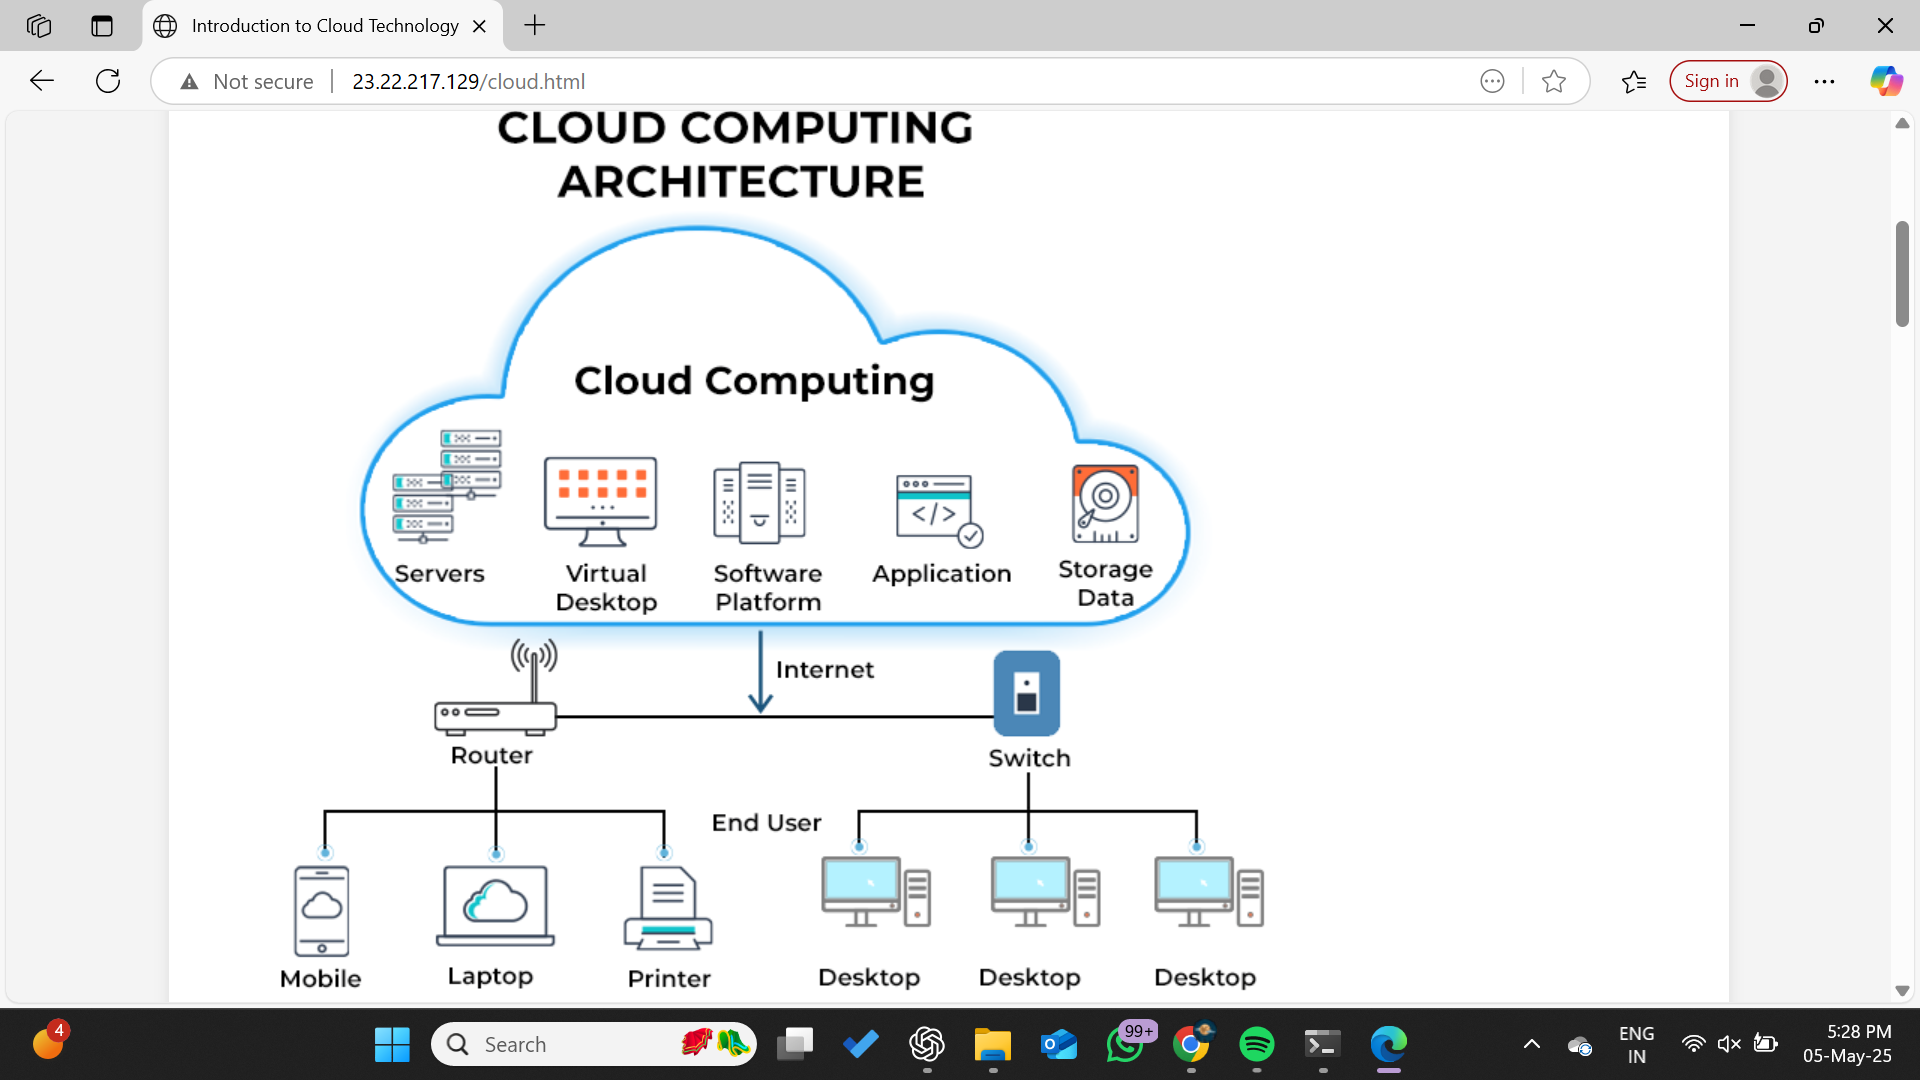 Introduction to Cloud Technology
Not secure
23.22.217.129/cloud.html
Sign in
CLOUD COMPUTING
ARCHITECTURE
Cloud Computing
Servers
Virtual
Desktop
Software
Platform
</>
Application
Storage
Data
Internet
Router
Switch
End User
Mobile
Laptop
Printer
Desktop
Desktop
Desktop
4
Search
99+
ENG
IN
5:28 PM
05-May-25